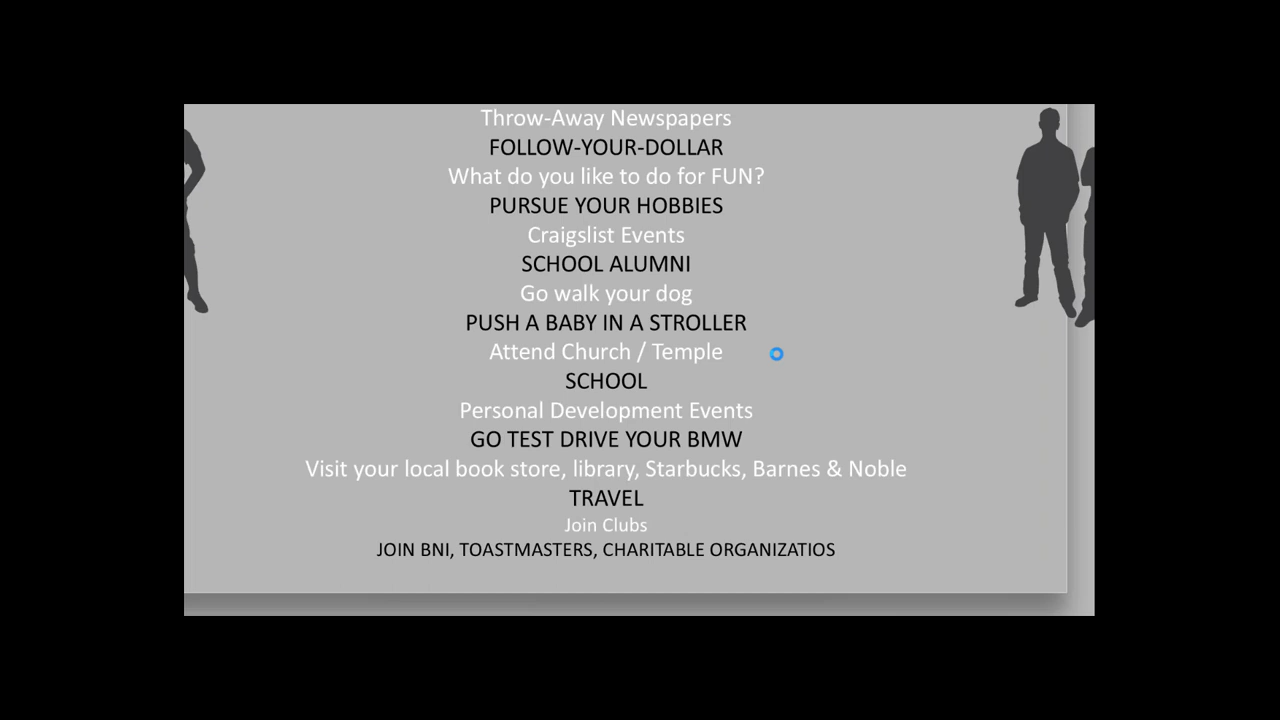 Throw-Away Newspapers
FOLLOW-YOUR-DOLLAR
What do you like to do for FUN?
PURSUE YOUR HOBBIES
Craigslist Events
SCHOOL ALUMNI
Go walk your dog
PUSH A BABY IN A STROLLER
Attend Church / Temple
SCHOOL
Personal Development Events
GO TEST DRIVE YOUR BMW
Visit your local book store, library, Starbucks, Barnes & Noble
TRAVEL
Join Clubs
JOIN BNI, TOASTMASTERS, CHARITABLE ORGANIZATIOS